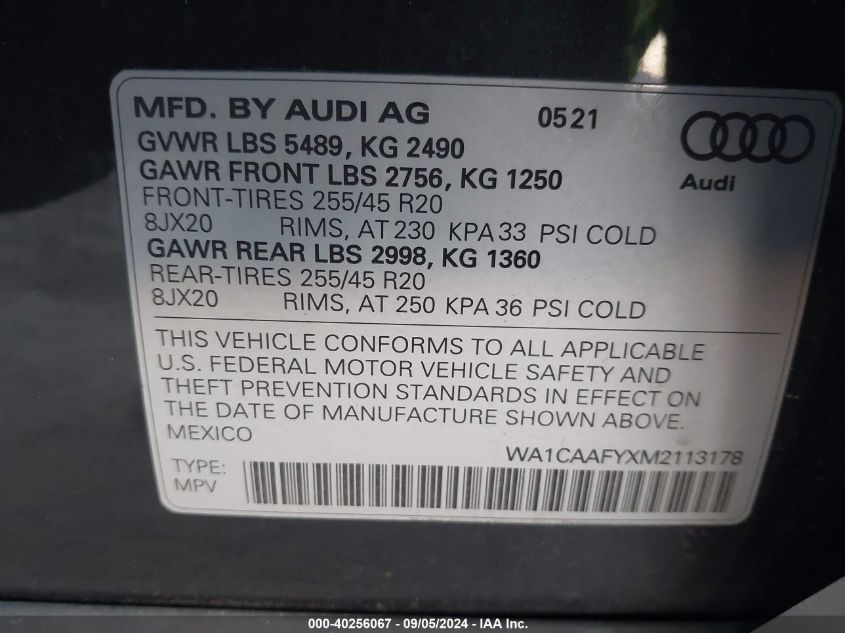 MFD. BY AUDI AG 0521
GVWR LBS 5489, KG 2490
GAWR FRONT LBS 2756, KG 1250
Audi
FRONT-TIRES 255/45 R20
8JX20 RIMS, AT 230 KPA 33 PSI COLD
GAWR REAR LBS 2998, KG 1360
REAR-TIRES 255/45 R20
8JX20 RIMS, AT 250 KPA 36 PSI COLD
THIS VEHICLE CONFORMS TO ALL APPLICABLE
U.S. FEDERAL MOTOR VEHICLE SAFETY AND
THEFT PREVENTION STANDARDS IN EFFECT ON
THE DATE OF MANUFACTURE SHOWN ABOVE.
MEXICO
WA1CAAFYXM2113178
TYPE:
MPV
000-40256067 - 09/05/2024 - IAA Inc.